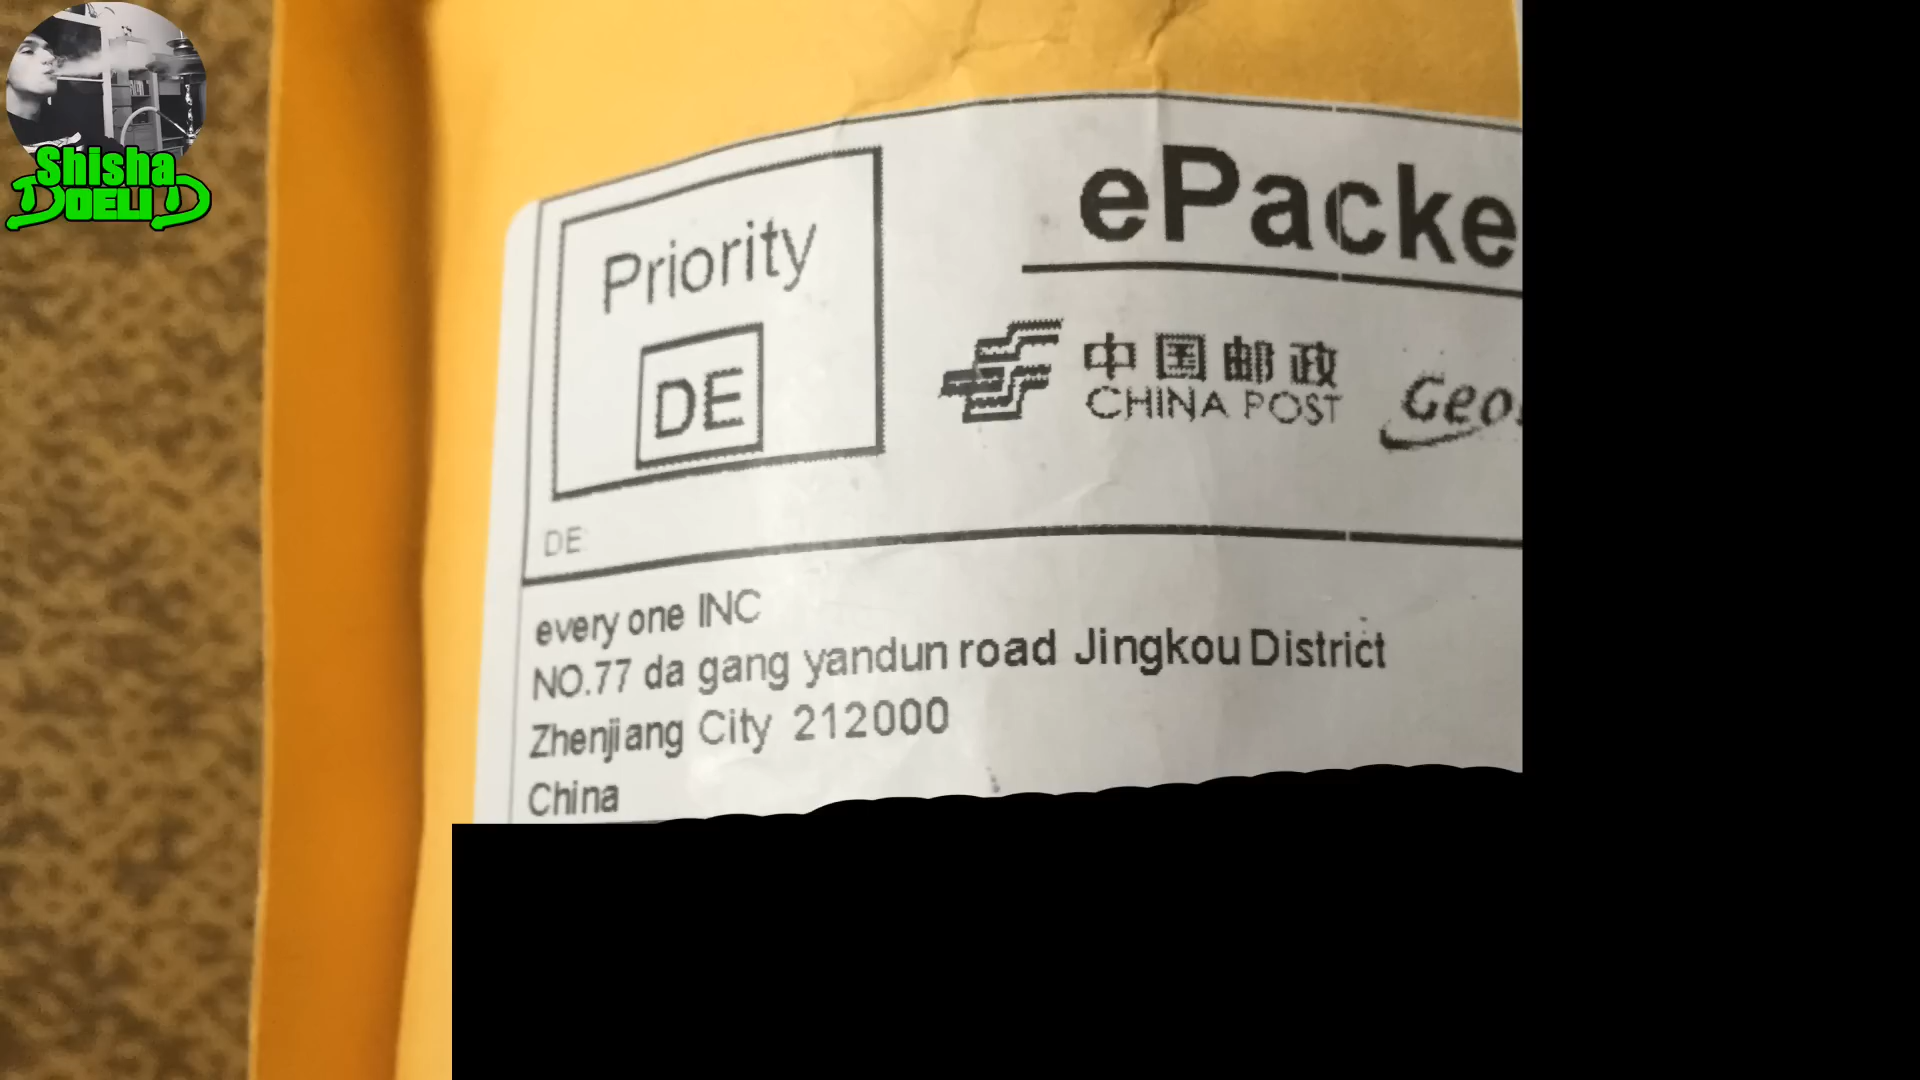 Shisha
DOELI
Priority
DE
ePacke
中国邮政
CHINA POST
Geo
DE
every one INC
NO.77 da gang yandun road Jingkou District
Zhenjiang City 212000
China